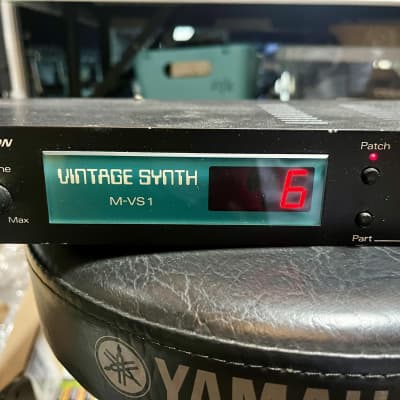 Patch
VINTAGE SYNTH
6
M-VS1
Max
Part
YAMAHA